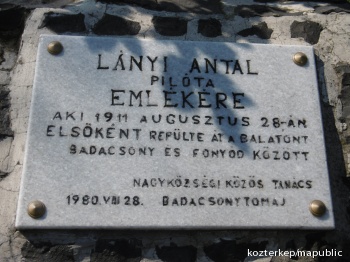 LÁNYI ANTAL
PILÓTA
EMLÉKÉRE
AKI 1911 AUGUSZTUS 28-ÁN
ELSŐKÉNT REPÜLTE ÁT A BALATONT
BADACSONY ÉS FONYÓD KÖZÖTT
NAGYKÖZSÉGI KÖZÖS TANÁCS
1980. VIII 28. BADACSONYTOMAJ
kozterkep/mapublic